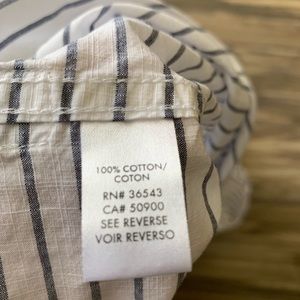 100% COTTON/
COTON
RN# 36543
CA# 50900
SEE REVERSE
VOIR REVERSO